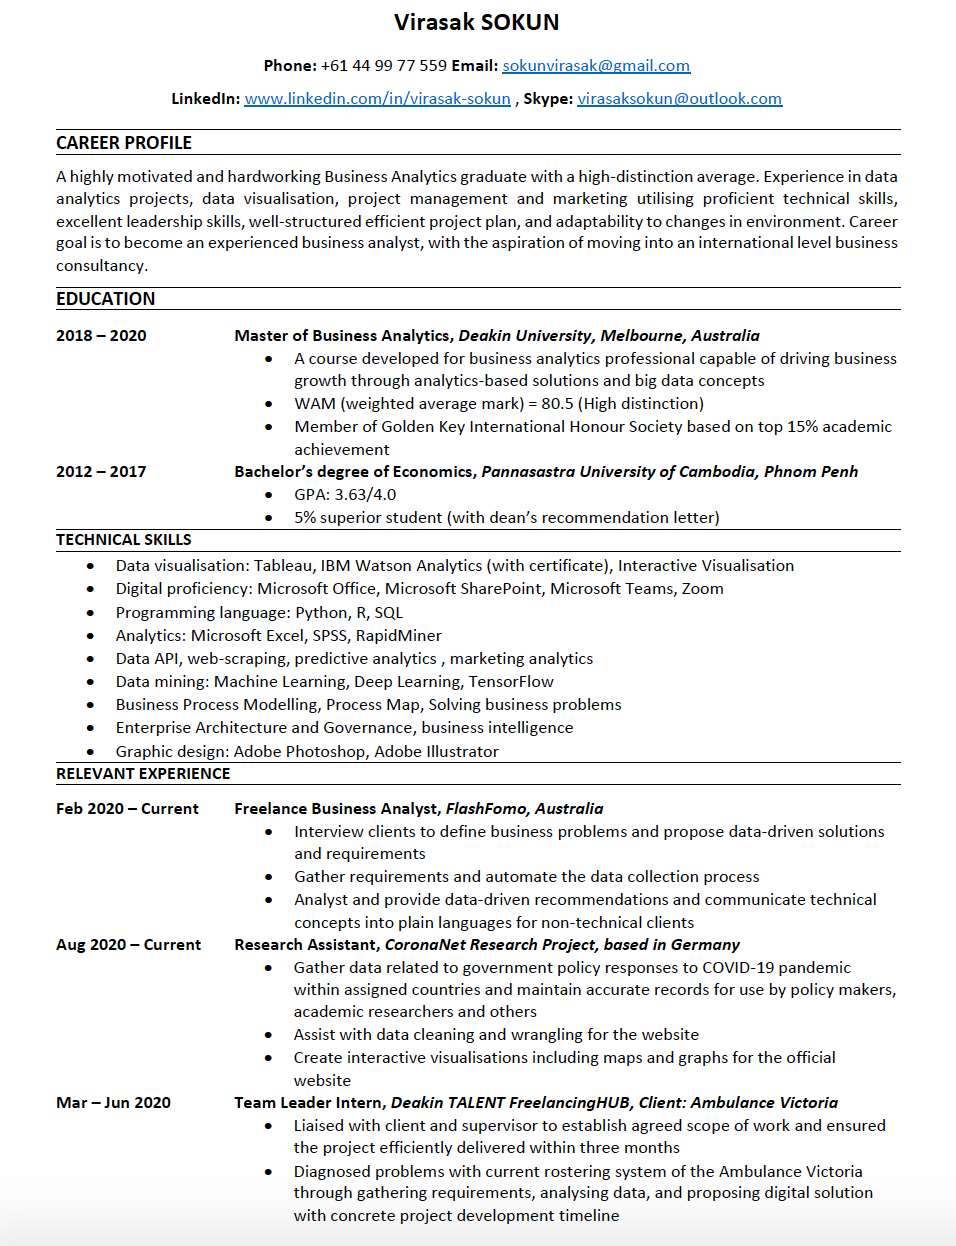 Virasak SOKUN
Phone: +61 44 99 77 559 Email: sokunvirasak@gmail.com
LinkedIn: www.linkedin.com/in/virasak-sokun , Skype: virasaksokun@outlook.com
CAREER PROFILE
A highly motivated and hardworking Business Analytics graduate with a high-distinction average. Experience in data
analytics projects, data visualisation, project management and marketing utilising proficient technical skills,
excellent leadership skills, well-structured efficient project plan, and adaptability to changes in environment. Career
goal is to become an experienced business analyst, with the aspiration of moving into an international level business
consultancy.
EDUCATION
2018 – 2020 Master of Business Analytics, Deakin University, Melbourne, Australia
• A course developed for business analytics professional capable of driving business
growth through analytics-based solutions and big data concepts
• WAM (weighted average mark) = 80.5 (High distinction)
• Member of Golden Key International Honour Society based on top 15% academic
achievement
2012 – 2017 Bachelor’s degree of Economics, Pannasastra University of Cambodia, Phnom Penh
• GPA: 3.63/4.0
• 5% superior student (with dean’s recommendation letter)
TECHNICAL SKILLS
• Data visualisation: Tableau, IBM Watson Analytics (with certificate), Interactive Visualisation
• Digital proficiency: Microsoft Office, Microsoft SharePoint, Microsoft Teams, Zoom
• Programming language: Python, R, SQL
• Analytics: Microsoft Excel, SPSS, RapidMiner
• Data API, web-scraping, predictive analytics , marketing analytics
• Data mining: Machine Learning, Deep Learning, TensorFlow
• Business Process Modelling, Process Map, Solving business problems
• Enterprise Architecture and Governance, business intelligence
• Graphic design: Adobe Photoshop, Adobe Illustrator
RELEVANT EXPERIENCE
Feb 2020 – Current Freelance Business Analyst, FlashFomo, Australia
• Interview clients to define business problems and propose data-driven solutions
and requirements
• Gather requirements and automate the data collection process
• Analyst and provide data-driven recommendations and communicate technical
concepts into plain languages for non-technical clients
Aug 2020 – Current Research Assistant, CoronaNet Research Project, based in Germany
• Gather data related to government policy responses to COVID-19 pandemic
within assigned countries and maintain accurate records for use by policy makers,
academic researchers and others
• Assist with data cleaning and wrangling for the website
• Create interactive visualisations including maps and graphs for the official
website
Mar – Jun 2020 Team Leader Intern, Deakin TALENT FreelancingHUB, Client: Ambulance Victoria
• Liaised with client and supervisor to establish agreed scope of work and ensured
the project efficiently delivered within three months
• Diagnosed problems with current rostering system of the Ambulance Victoria
through gathering requirements, analysing data, and proposing digital solution
with concrete project development timeline